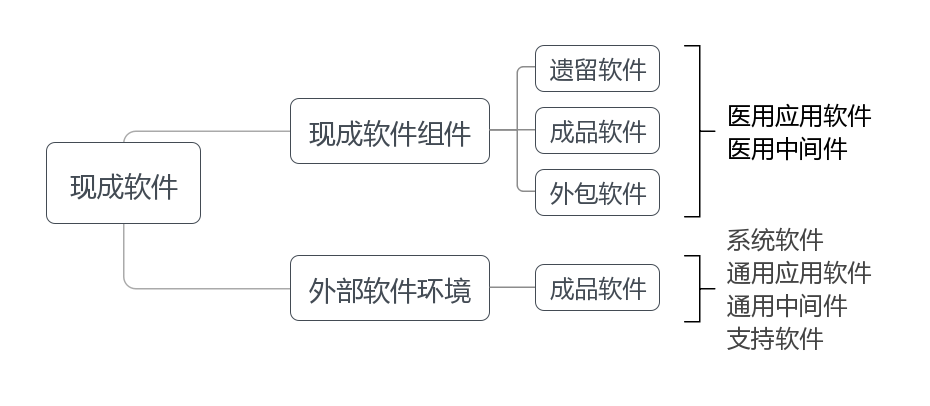 现成软件
现成软件组件
遗留软件
成品软件
外包软件
医用应用软件
医用中间件
外部软件环境
成品软件
系统软件
通用应用软件
通用中间件
支持软件